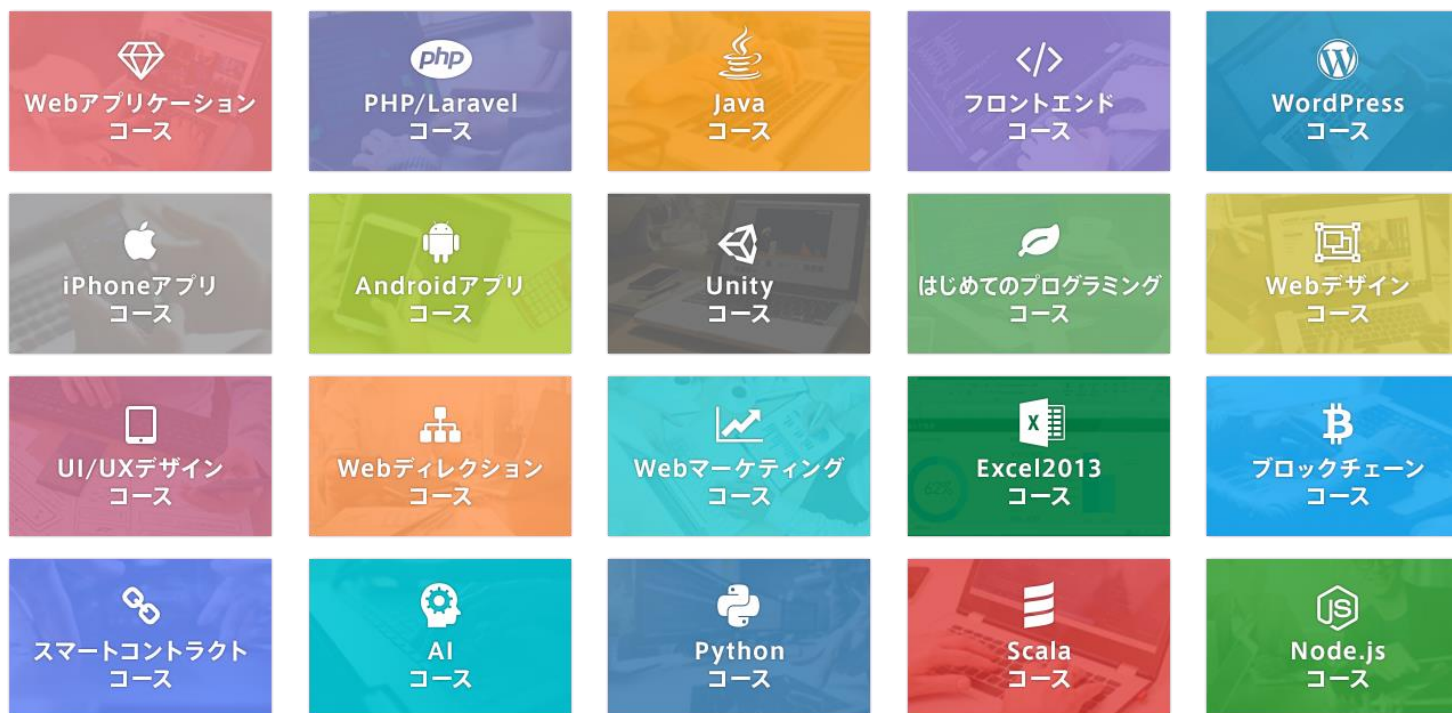 Webアプリケーション
コース
php
PHP/Laravel
コース
Java
コース
</>
フロントエンド
コース
W
WordPress
コース
iPhoneアプリ
コース
Androidアプリ
コース
Unity
コース
はじめてのプログラミング
コース
Webデザイン
コース
UI/UXデザイン
コース
Webディレクション
コース
Webマーケティング
コース
X
62%
Excel2013
コース
ブロックチェーン
コース
スマートコントラクト
コース
AI
コース
Python
コース
Scala
コース
JS
Node.js
コース